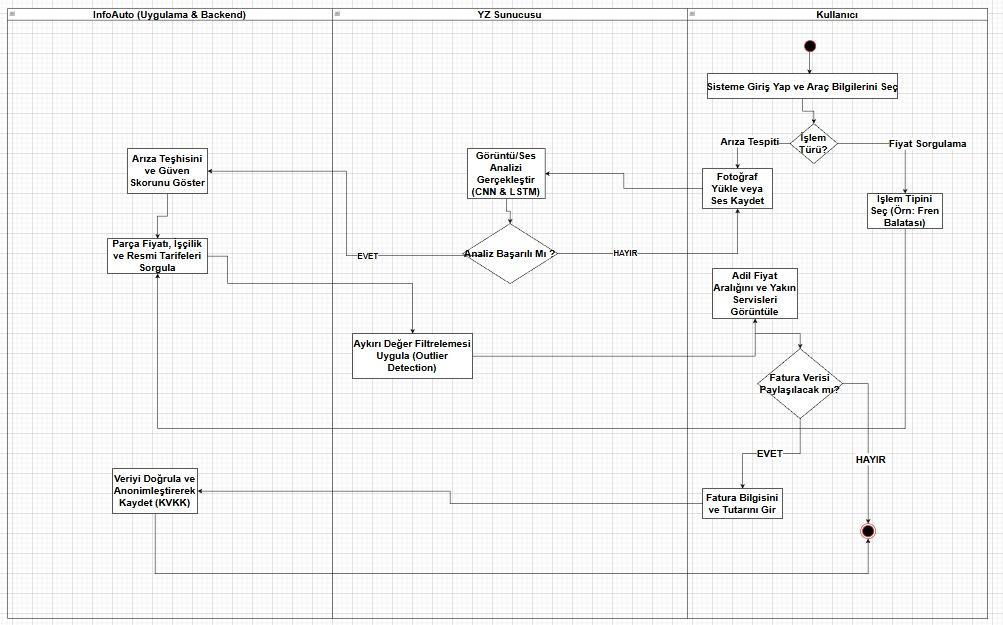 InfoAuto (Uygulama & Backend)
YZ Sunucusu
Kullanıcı
Sisteme Giriş Yap ve Araç Bilgilerini Seç
İşlem
Türü?
Arıza Tespiti
Fiyat Sorgulama
Fotoğraf
Yükle veya
Ses Kaydet
İşlem Tipini
Seç (Örn: Fren
Balatası)
Görüntü/Ses
Analizi
Gerçekleştir
(CNN & LSTM)
Arıza Teşhisini
ve Güven
Skorunu Göster
Analiz Başarılı Mı ?
EVET
HAYIR
Parça Fiyatı, İşçilik
ve Resmi Tarifeleri
Sorgula
Adil Fiyat
Aralığını ve Yakın
Servisleri
Görüntüle
Aykırı Değer Filtrelemesi
Uygula (Outlier
Detection)
Fatura Verisi
Paylaşılacak mı?
EVET
HAYIR
Veriyi Doğrula ve
Anonimleştirerek
Kaydet (KVKK)
Fatura Bilgisini
ve Tutarını Gir